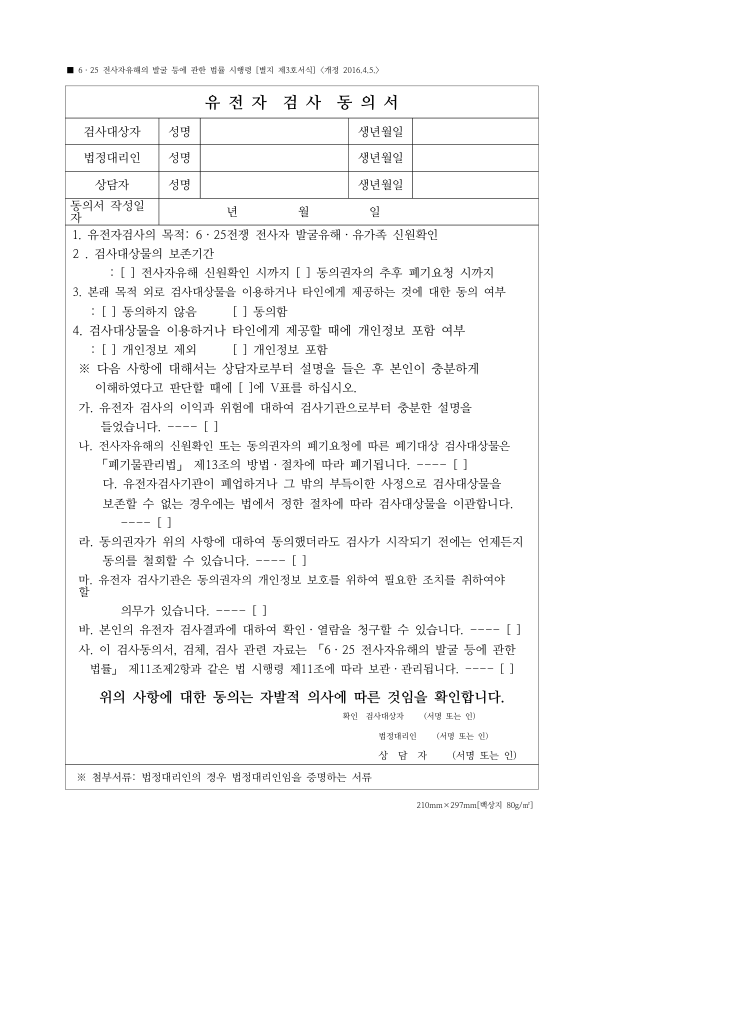 ■ 6·25 전사자유해의 발굴 등에 관한 법률 시행령 [별지 제3호서식] <개정 2016.4.5.>
유 전 자 검 사 동 의 서
검사대상자 성명 생년월일
법정대리인 성명 생년월일
상담자 성명 생년월일
동의서 작성일
자
년 월 일
1. 유전자검사의 목적: 6·25전쟁 전사자 발굴유해·유가족 신원확인
2 . 검사대상물의 보존기간
: [ ] 전사자유해 신원확인 시까지 [ ] 동의권자의 추후 폐기요청 시까지
3. 본래 목적 외로 검사대상물을 이용하거나 타인에게 제공하는 것에 대한 동의 여부
: [ ] 동의하지 않음 [ ] 동의함
4. 검사대상물을 이용하거나 타인에게 제공할 때에 개인정보 포함 여부
: [ ] 개인정보 제외 [ ] 개인정보 포함
※ 다음 사항에 대해서는 상담자로부터 설명을 들은 후 본인이 충분하게
이해하였다고 판단할 때에 [ ]에 V표를 하십시오.
가. 유전자 검사의 이익과 위험에 대하여 검사기관으로부터 충분한 설명을
들었습니다. ---- [ ]
나. 전사자유해의 신원확인 또는 동의권자의 폐기요청에 따른 폐기대상 검사대상물은
「폐기물관리법」 제13조의 방법·절차에 따라 폐기됩니다. ---- [ ]
다. 유전자검사기관이 폐업하거나 그 밖의 부득이한 사정으로 검사대상물을
보존할 수 없는 경우에는 법에서 정한 절차에 따라 검사대상물을 이관합니다.
---- [ ]
라. 동의권자가 위의 사항에 대하여 동의했더라도 검사가 시작되기 전에는 언제든지
동의를 철회할 수 있습니다. ---- [ ]
마. 유전자 검사기관은 동의권자의 개인정보 보호를 위하여 필요한 조치를 취하여야
할
의무가 있습니다. ---- [ ]
바. 본인의 유전자 검사결과에 대하여 확인·열람을 청구할 수 있습니다. ---- [ ]
사. 이 검사동의서, 검체, 검사 관련 자료는 「6·25 전사자유해의 발굴 등에 관한
법률」 제11조제2항과 같은 법 시행령 제11조에 따라 보관·관리됩니다. ---- [ ]
위의 사항에 대한 동의는 자발적 의사에 따른 것임을 확인합니다.
확인 검사대상자 (서명 또는 인)
법정대리인 (서명 또는 인)
상 담 자 (서명 또는 인)
※ 첨부서류: 법정대리인의 경우 법정대리인임을 증명하는 서류
210mm×297mm[백상지 80g/㎡]